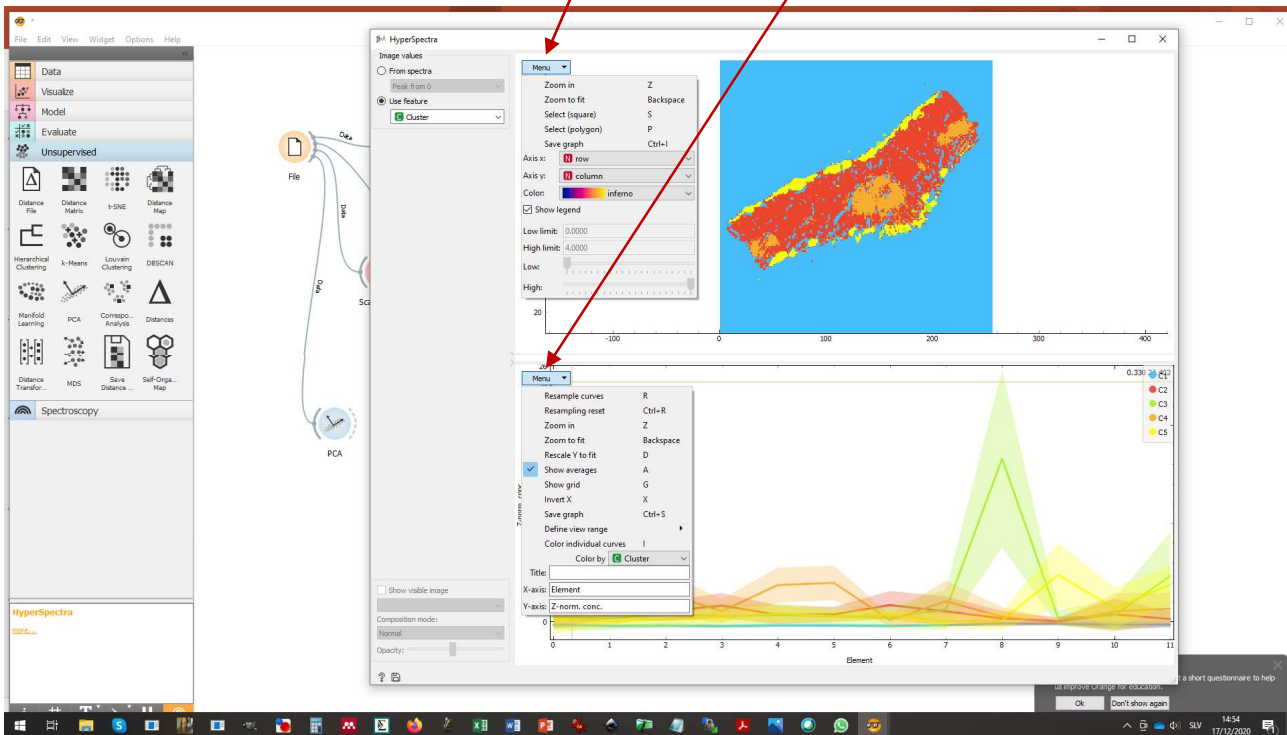 File Edit View Widget Options Help
Data
Visualize
Model
Evaluate
Unsupervised
Distance File
Distance Matrix
t-SNE
Distance Map
Hierarchical Clustering
k-Means
Louvain Clustering
DBSCAN
Manifold Learning
PCA
Correspo... Analysis
Distances
Distance Transfor...
MDS
Save Distance ...
Self-Orga... Map
Spectroscopy
HyperSpectra
more...
File
Data
Data
Data
Sca
PCA
HyperSpectra
Image values
From spectra
Peak from 0
Use feature
C Cluster
Show visible image
Composition mode:
Normal
Opacity:
Menu
Zoom in Z
Zoom to fit Backspace
Select (square) S
Select (polygon) P
Save graph Ctrl+I
Axis x: N row
Axis y: N column
Color: inferno
Show legend
Low limit: 0.0000
High limit: 4.0000
Low:
High:
20
-100 0 100 200 300 400
Menu
Resample curves R
Resampling reset Ctrl+R
Zoom in Z
Zoom to fit Backspace
Rescale Y to fit D
Show averages A
Show grid G
Invert X X
Save graph Ctrl+S
Define view range
Color individual curves I
Color by C Cluster
Title:
X-axis: Element
Y-axis: Z-norm. conc.
0.330
C1
C2
C3
C4
C5
0
0 1 2 3 4 5 6 7 8 9 10 11
Element
t a short questionnaire to help
us improve Orange for education.
Ok Don't show again
SLV
14:54
17/12/2020